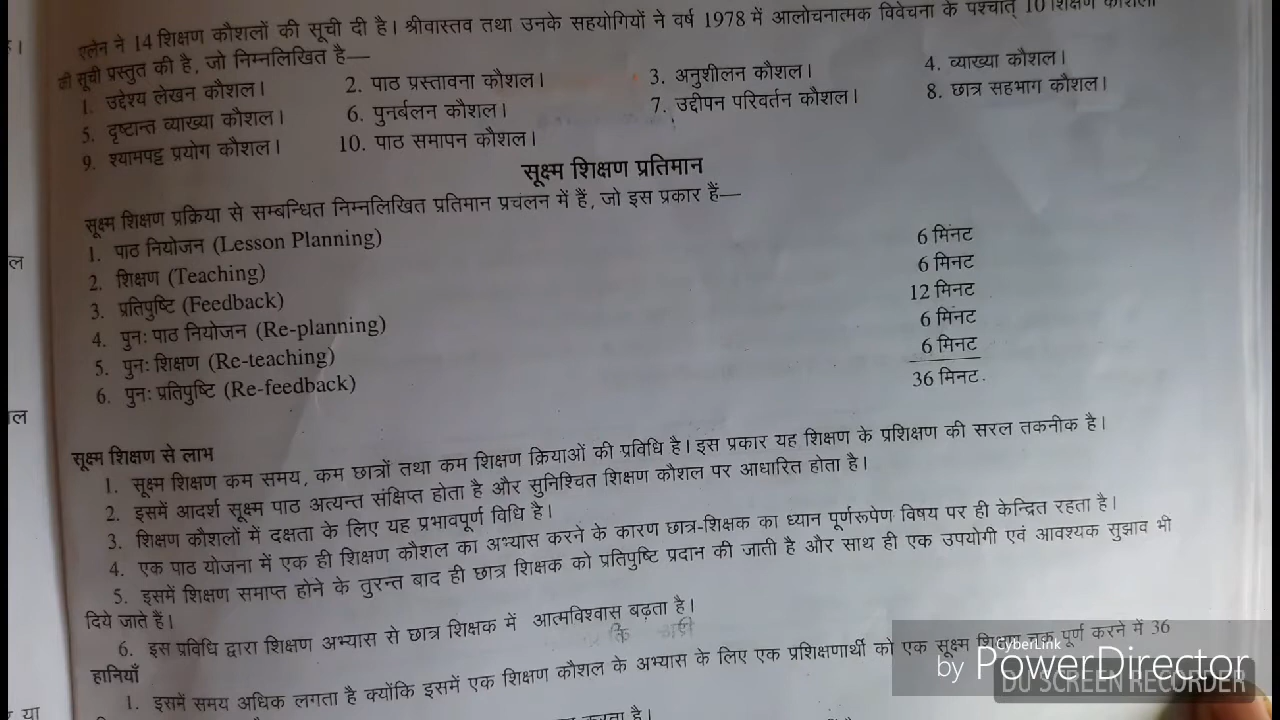 एलेन ने 14 शिक्षण कौशलों की सूची दी है। श्रीवास्तव तथा उनके सहयोगियों ने वर्ष 1978 में आलोचनात्मक विवेचना के पश्चात् 10 शिक्षण कौशलों
की सूची प्रस्तुत की है, जो निम्नलिखित है—
1. उद्देश्य लेखन कौशल। 2. पाठ प्रस्तावना कौशल। 3. अनुशीलन कौशल। 4. व्याख्या कौशल।
5. दृष्टान्त व्याख्या कौशल। 6. पुनर्बलन कौशल। 7. उद्दीपन परिवर्तन कौशल। 8. छात्र सहभाग कौशल।
9. श्यामपट्ट प्रयोग कौशल। 10. पाठ समापन कौशल।
सूक्ष्म शिक्षण प्रतिमान
सूक्ष्म शिक्षण प्रक्रिया से सम्बन्धित निम्नलिखित प्रतिमान प्रचलन में हैं, जो इस प्रकार हैं—
1. पाठ नियोजन (Lesson Planning) 6 मिनट
2. शिक्षण (Teaching) 6 मिनट
3. प्रतिपुष्टि (Feedback) 12 मिनट
4. पुनः पाठ नियोजन (Re-planning) 6 मिनट
5. पुनः शिक्षण (Re-teaching) 6 मिनट
6. पुनः प्रतिपुष्टि (Re-feedback) 36 मिनट.
सूक्ष्म शिक्षण से लाभ
1. सूक्ष्म शिक्षण कम समय, कम छात्रों तथा कम शिक्षण क्रियाओं की प्रविधि है। इस प्रकार यह शिक्षण के प्रशिक्षण की सरल तकनीक है।
2. इसमें आदर्श सूक्ष्म पाठ अत्यन्त संक्षिप्त होता है और सुनिश्चित शिक्षण कौशल पर आधारित होता है।
3. शिक्षण कौशलों में दक्षता के लिए यह प्रभावपूर्ण विधि है।
4. एक पाठ योजना में एक ही शिक्षण कौशल का अभ्यास करने के कारण छात्र-शिक्षक का ध्यान पूर्णरूपेण विषय पर ही केन्द्रित रहता है।
5. इसमें शिक्षण समाप्त होने के तुरन्त बाद ही छात्र शिक्षक को प्रतिपुष्टि प्रदान की जाती है और साथ ही एक उपयोगी एवं आवश्यक सुझाव भी
दिये जाते हैं।
6. इस प्रविधि द्वारा शिक्षण अभ्यास से छात्र शिक्षक में आत्मविश्वास बढ़ता है।
हानियाँ
1. इसमें समय अधिक लगता है क्योंकि इसमें एक शिक्षण कौशल के अभ्यास के लिए एक प्रशिक्षणार्थी को एक सूक्ष्म पूर्ण करने में 36
CyberLink
by PowerDirector
DU SCREEN RECORDER